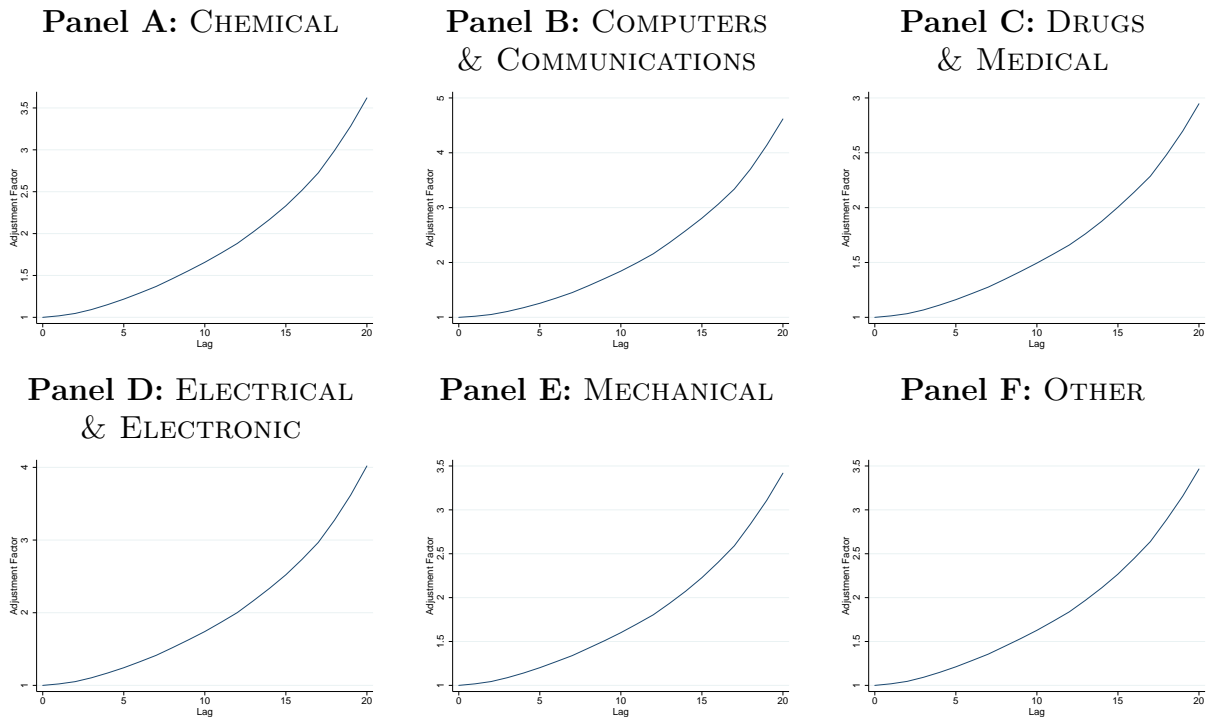 Panel A: CHEMICAL
Adjustment Factor
1
1.5
2
2.5
3
3.5
0 5 10 15 20
Lag
Panel B: COMPUTERS
& COMMUNICATIONS
Adjustment Factor
1
2
3
4
5
0 5 10 15 20
Lag
Panel C: DRUGS
& MEDICAL
Adjustment Factor
1
1.5
2
2.5
3
0 5 10 15 20
Lag
Panel D: ELECTRICAL
& ELECTRONIC
Adjustment Factor
1
2
3
4
0 5 10 15 20
Lag
Panel E: MECHANICAL
Adjustment Factor
1
1.5
2
2.5
3
3.5
0 5 10 15 20
Lag
Panel F: OTHER
Adjustment Factor
1
1.5
2
2.5
3
3.5
0 5 10 15 20
Lag